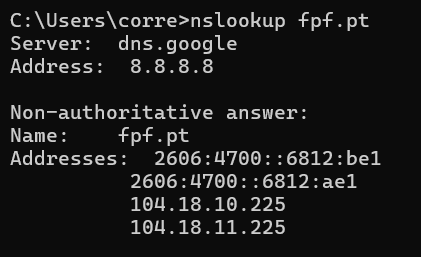 C:\Users\corre>nslookup fpf.pt
Server:  dns.google
Address:  8.8.8.8
Non-authoritative answer:
Name:    fpf.pt
Addresses:  2606:4700::6812:be1
2606:4700::6812:ae1
104.18.10.225
104.18.11.225